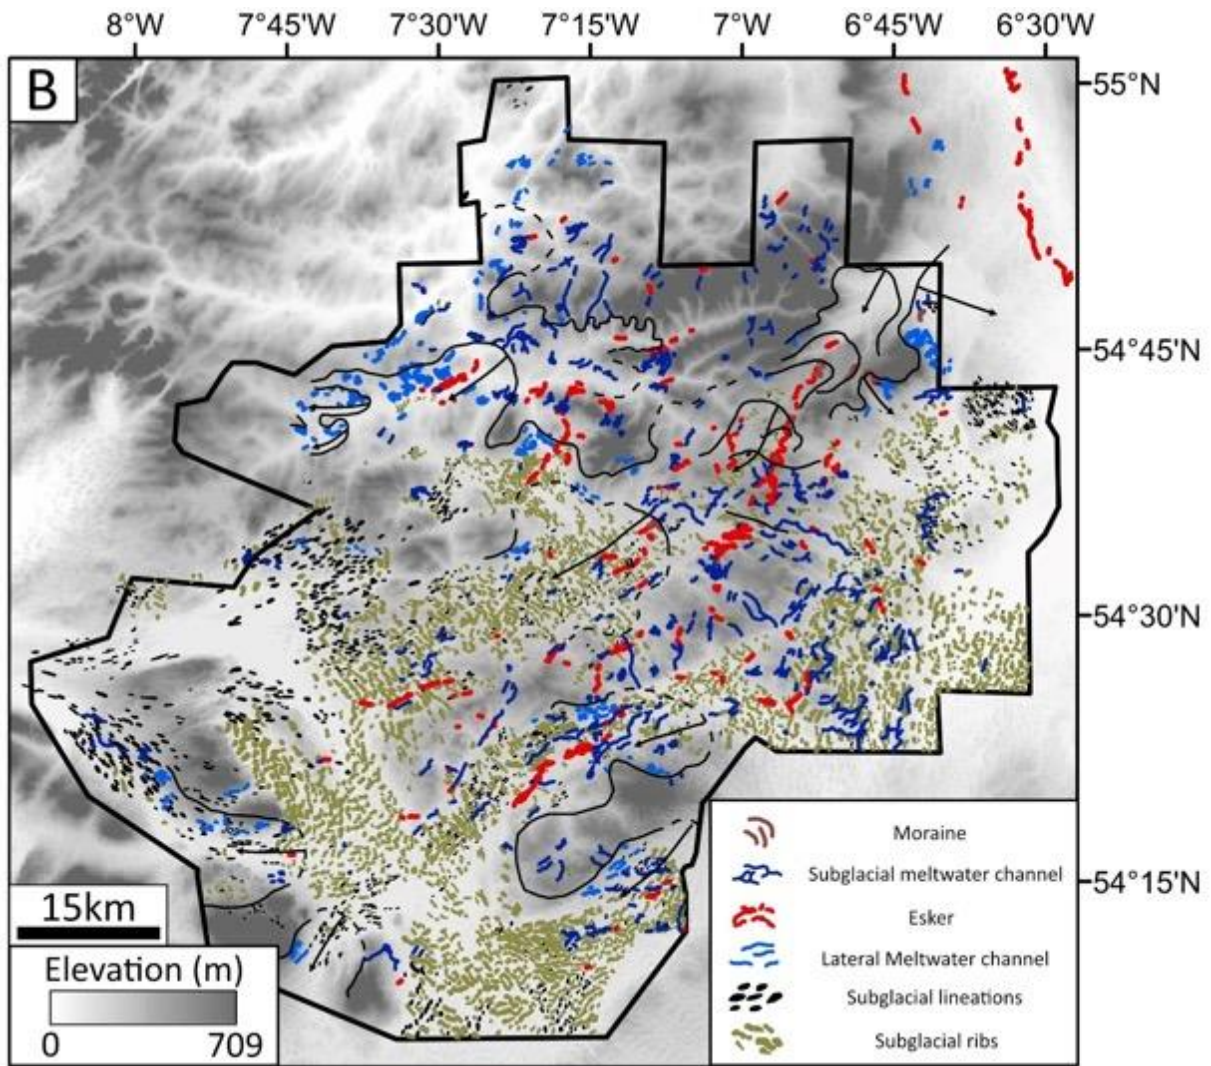 8°W 7°45'W 7°30'W 7°15'W 7°W 6°45'W 6°30'W
B
55°N
54°45'N
54°30'N
54°15'N
Moraine
Subglacial meltwater channel
Esker
Lateral Meltwater channel
Subglacial lineations
Subglacial ribs
15km
Elevation (m)
0 709